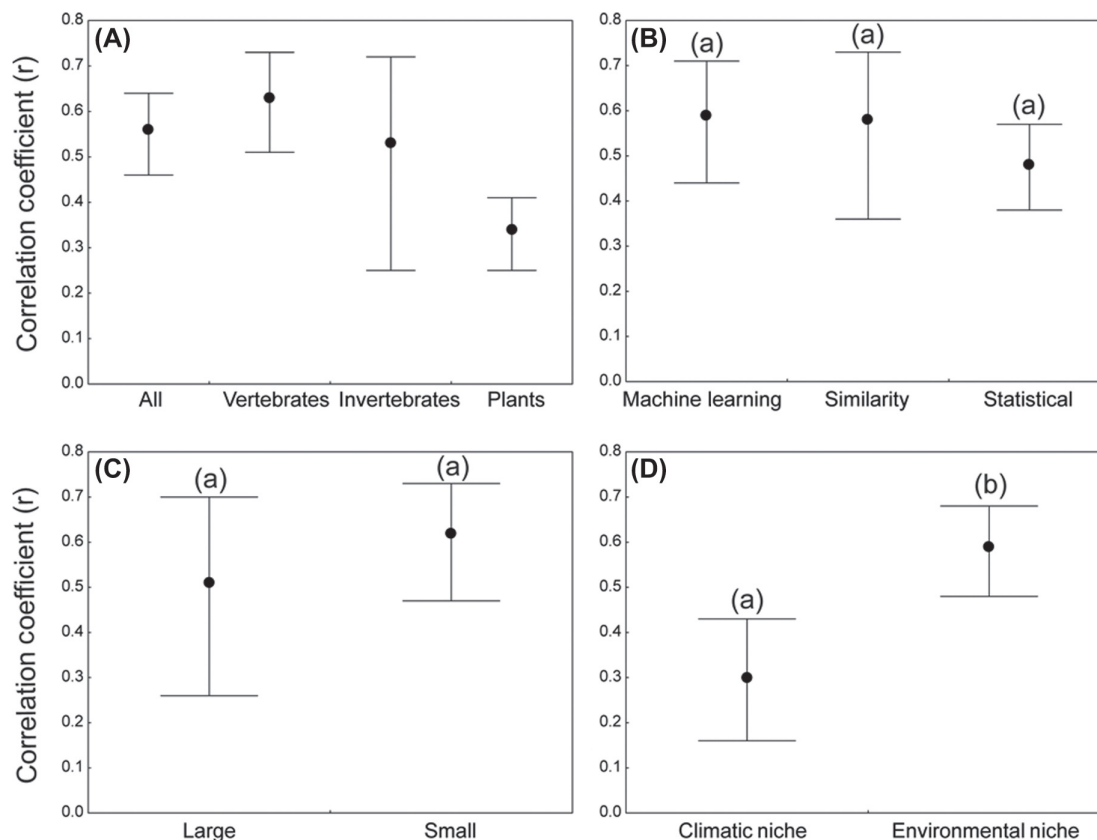 (A)
Correlation coefficient (r)
0.8
0.7
0.6
0.5
0.4
0.3
0.2
0.1
0.0
All Vertebrates Invertebrates Plants
(B)
(a) (a) (a)
0.8
0.7
0.6
0.5
0.4
0.3
0.2
0.1
0.0
Machine learning Similarity Statistical
(C)
(a) (a)
Correlation coefficient (r)
0.8
0.7
0.6
0.5
0.4
0.3
0.2
0.1
0.0
Large Small
(D)
(a) (b)
0.8
0.7
0.6
0.5
0.4
0.3
0.2
0.1
0.0
Climatic niche Environmental niche